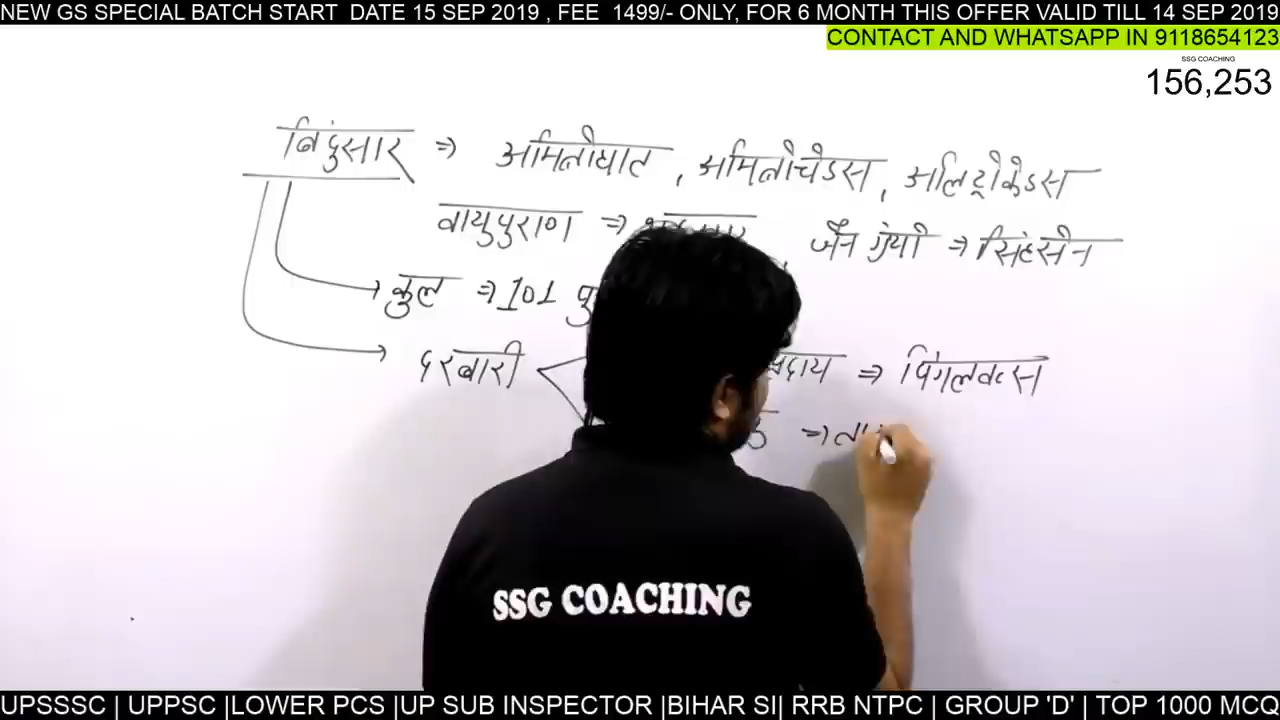 NEW GS SPECIAL BATCH START DATE 15 SEP 2019 , FEE 1499/- ONLY, FOR 6 MONTH THIS OFFER VALID TILL 14 SEP 2019
CONTACT AND WHATSAPP IN 9118654123
SSG COACHING
156,253
बिंदुसार ⇒ अमित्रोघात , अमित्रोचेडस , अलिट्रोकेडस
वायुपुराण ⇒ जैन ग्रंथो ⇒ सिंहसेन
कुल ⇒ 101
दरबारी ⇒ पिंगलवत्स
⇒
SSG COACHING
UPSSSC | UPPSC |LOWER PCS |UP SUB INSPECTOR |BIHAR SI| RRB NTPC | GROUP 'D' | TOP 1000 MCQ